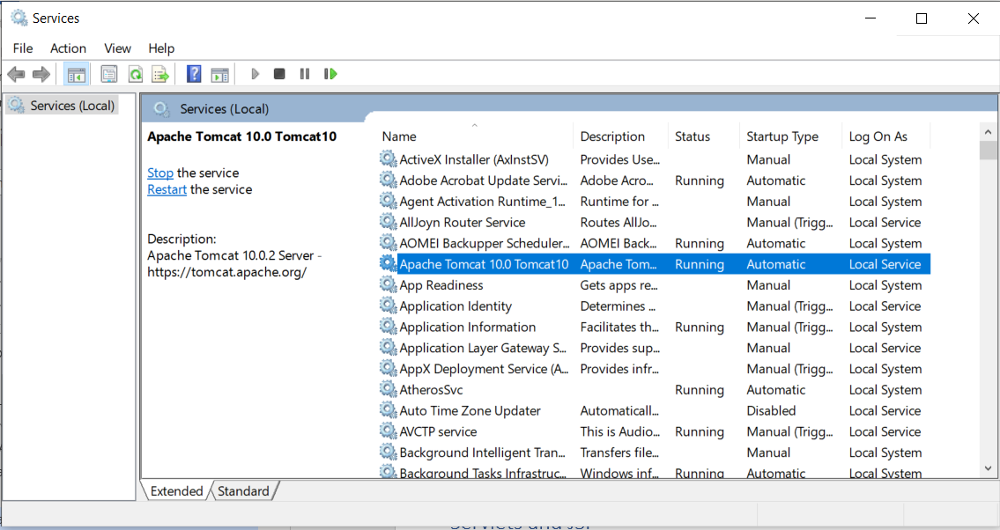 Services
File Action View Help
Services (Local)
Services (Local)
Apache Tomcat 10.0 Tomcat10
Stop the service
Restart the service
Description:
Apache Tomcat 10.0.2 Server -
https://tomcat.apache.org/
Name Description Status Startup Type Log On As
ActiveX Installer (AxInstSV) Provides Use... Manual Local System
Adobe Acrobat Update Servi... Adobe Acro... Running Automatic Local System
Agent Activation Runtime_1... Runtime for ... Manual Local System
AllJoyn Router Service Routes AllJo... Manual (Trigg... Local Service
AOMEI Backupper Scheduler... AOMEI Back... Running Automatic Local System
Apache Tomcat 10.0 Tomcat10 Apache Tom... Running Automatic Local Service
App Readiness Gets apps re... Manual Local System
Application Identity Determines ... Manual (Trigg... Local Service
Application Information Facilitates th... Running Manual (Trigg... Local System
Application Layer Gateway S... Provides sup... Manual Local Service
AppX Deployment Service (A... Provides infr... Manual (Trigg... Local System
AtherosSvc Running Automatic Local System
Auto Time Zone Updater Automaticall... Disabled Local Service
AVCTP service This is Audio... Running Manual (Trigg... Local Service
Background Intelligent Tran... Transfers file... Manual Local System
Background Tasks Infrastruc... Windows inf... Running Automatic Local System
Extended Standard